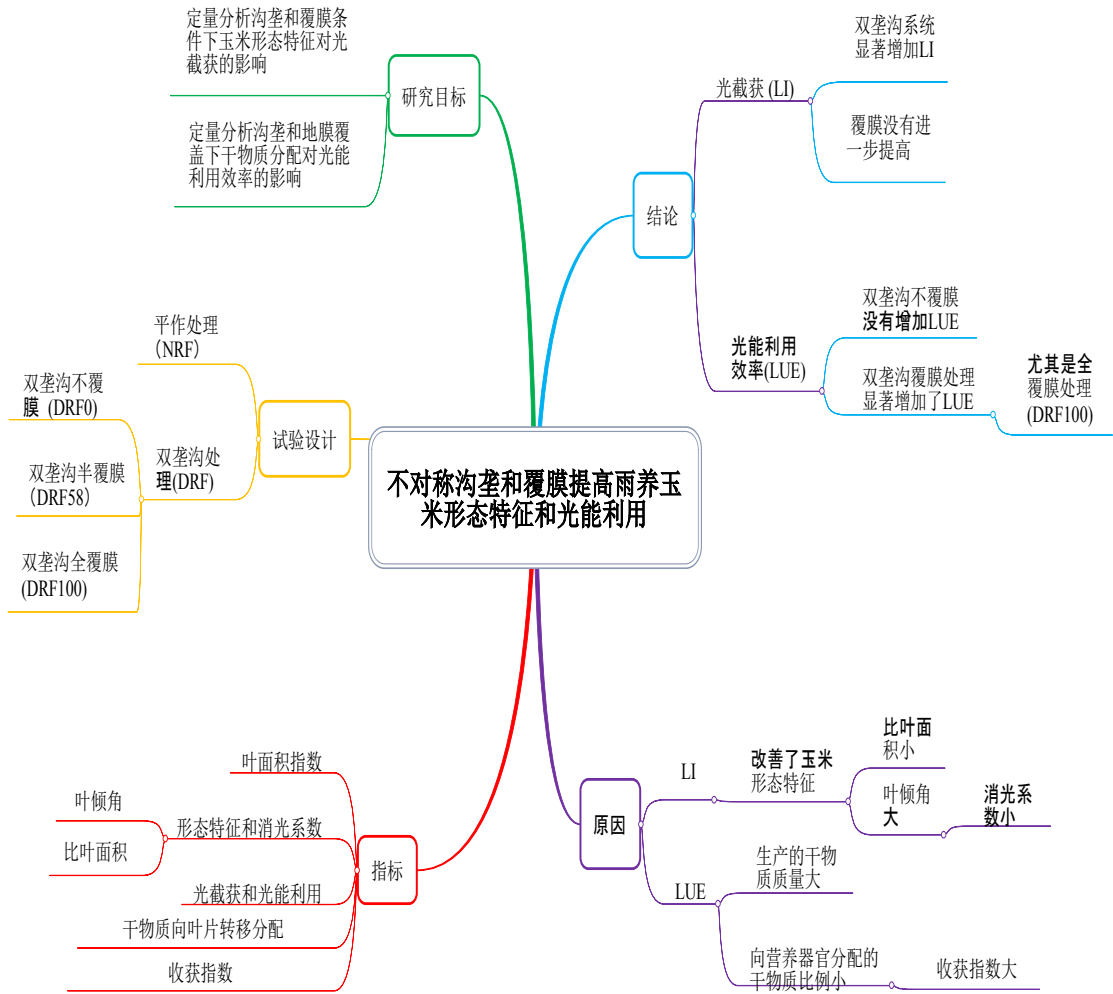 不对称沟垄和覆膜提高雨养玉
米形态特征和光能利用
研究目标
定量分析沟垄和覆膜条
件下玉米形态特征对光
截获的影响
定量分析沟垄和地膜覆
盖下干物质分配对光能
利用效率的影响
试验设计
平作处理
（NRF）
双垄沟处
理(DRF)
双垄沟不覆
膜 (DRF0)
双垄沟半覆膜
（DRF58）
双垄沟全覆膜
(DRF100)
指标
叶面积指数
形态特征和消光系数
叶倾角
比叶面积
光截获和光能利用
干物质向叶片转移分配
收获指数
结论
光截获 (LI)
双垄沟系统
显著增加LI
覆膜没有进
一步提高
光能利用
效率(LUE)
双垄沟不覆膜
没有增加LUE
双垄沟覆膜处理
显著增加了LUE
尤其是全
覆膜处理
(DRF100)
原因
LI
改善了玉米
形态特征
比叶面
积小
叶倾角
大
消光系
数小
LUE
生产的干物
质质量大
向营养器官分配的
干物质比例小
收获指数大